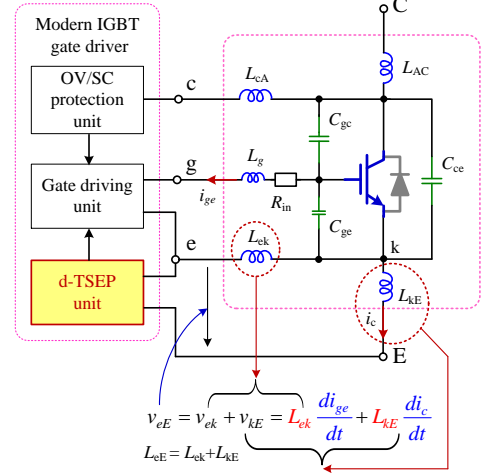 C
Modern IGBT
gate driver
OV/SC
protection
unit
c
L_cA
L_AC
C_gc
g
L_g
i_ge
R_in
C_ge
C_ce
Gate driving
unit
e
L_ek
k
d-TSEP
unit
L_kE
i_c
E
v_eE = v_ek + v_kE = L_ek di_ge/dt + L_kE di_c/dt
L_eE = L_ek+L_kE